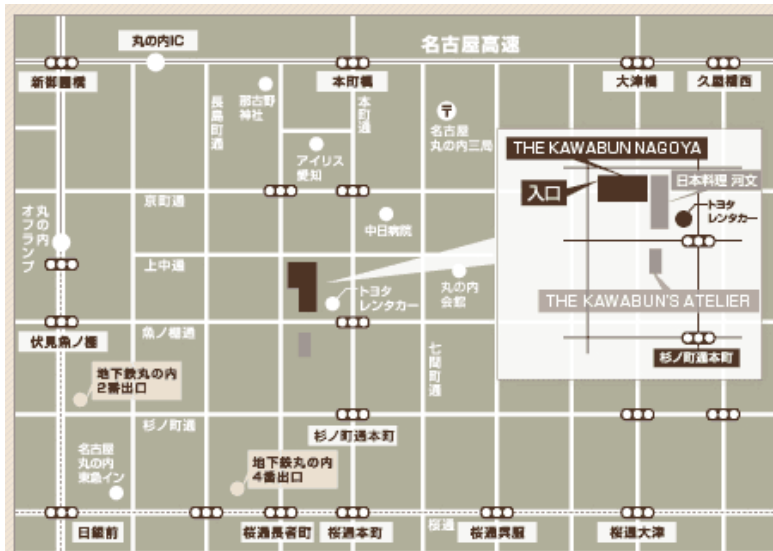 丸の内IC
名古屋高速
新御園橋
本町橋
大津橋
久屋橋西
長島町通
那古野
神社
本町通
〒
名古屋
丸の内三局
アイリス
愛知
京町通
中日病院
丸の内
オフランプ
上中通
トヨタ
レンタカー
丸の内
会館
魚ノ棚通
伏見魚ノ棚
七間町通
地下鉄丸の内
2番出口
杉ノ町通
杉ノ町通本町
名古屋
丸の内
東急イン
地下鉄丸の内
4番出口
日銀前
桜通長者町
桜通本町
桜通
桜通呉服
桜通大津
THE KAWABUN NAGOYA
入口
日本料理 河文
トヨタ
レンタカー
THE KAWABUN'S ATELIER
杉ノ町通本町